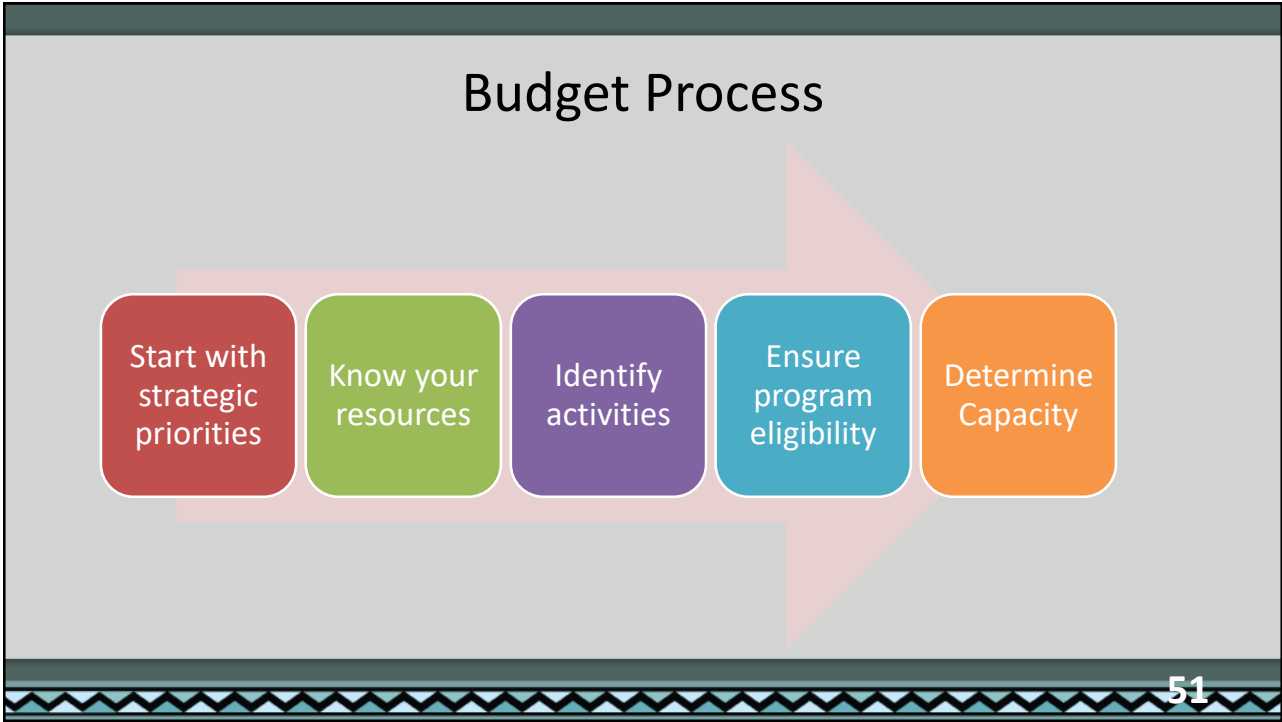 Budget Process
Start with
strategic
priorities
Know your
resources
Identify
activities
Ensure
program
eligibility
Determine
Capacity
51